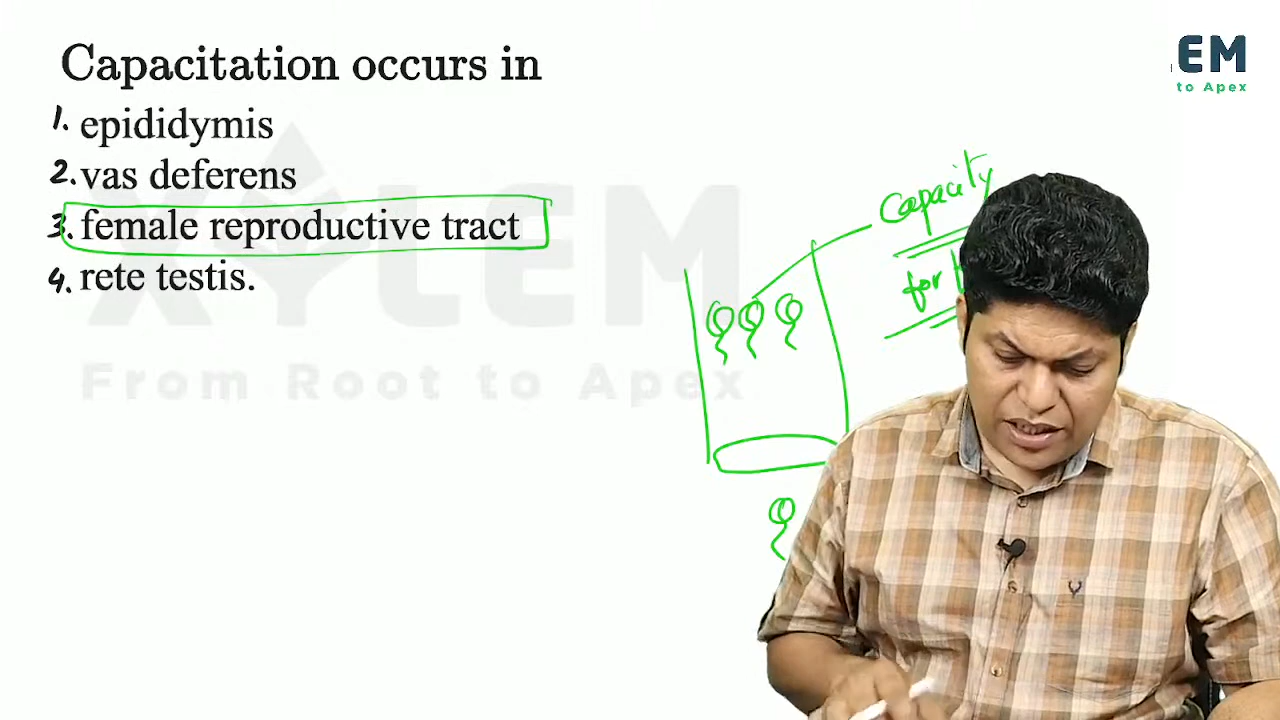 Capacitation occurs in
1. epididymis
2. vas deferens
3. female reproductive tract
4. rete testis.
EM
to Apex
Capacity
for
XYLEM
From Root to Apex